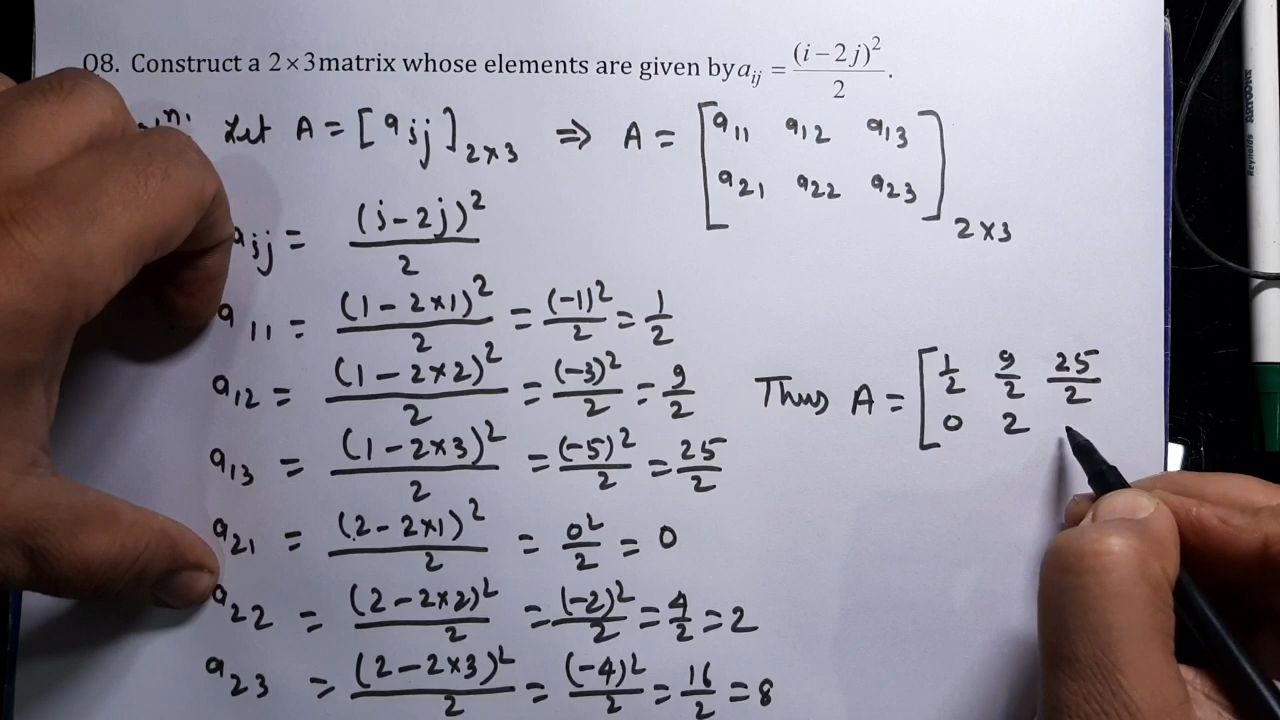 Q8. Construct a 2×3 matrix whose elements are given by a_ij = (i−2j)²/2.
Let A = [a_ij]_2×3 ⇒ A = [a11 a12 a13
a21 a22 a23]_2×3
a_ij = (i−2j)²/2
a11 = (1−2×1)²/2 = (−1)²/2 = 1/2
a12 = (1−2×2)²/2 = (−3)²/2 = 9/2
Thus A = [1/2 9/2 25/2
0 2
a13 = (1−2×3)²/2 = (−5)²/2 = 25/2
a21 = (2−2×1)²/2 = 0²/2 = 0
a22 = (2−2×2)²/2 = (−2)²/2 = 4/2 = 2
a23 = (2−2×3)²/2 = (−4)²/2 = 16/2 = 8
Reynolds